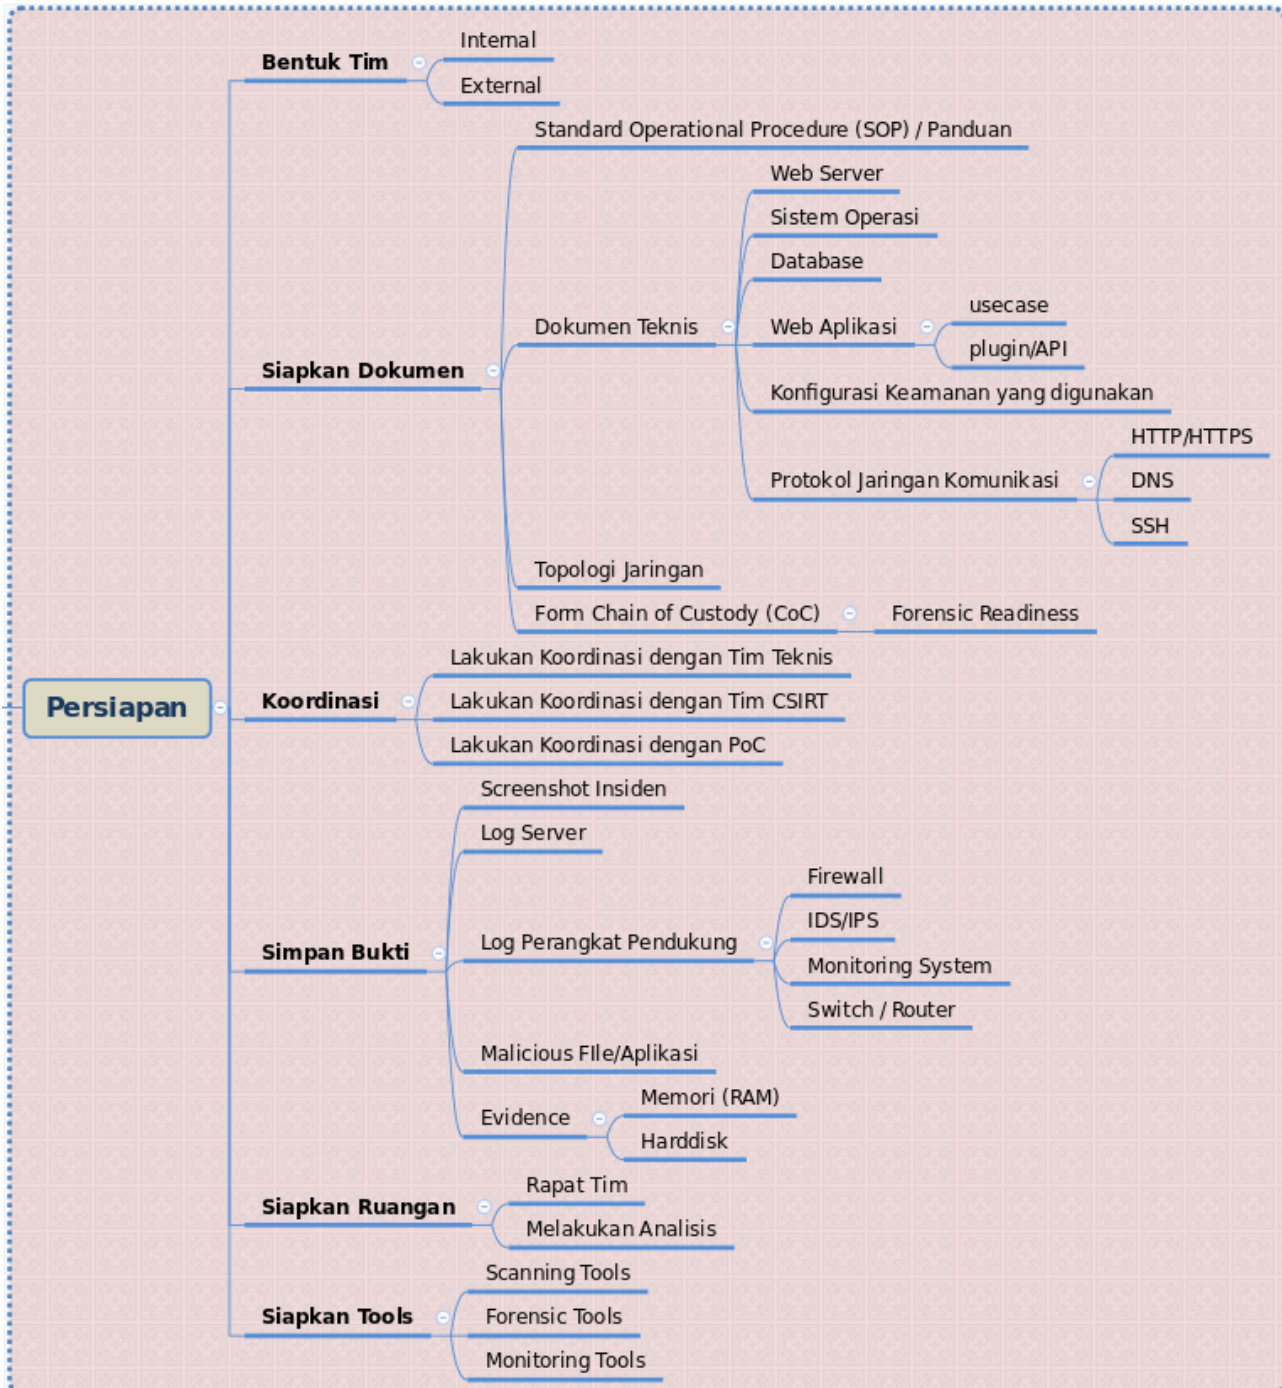 Internal
Bentuk Tim
External
Standard Operational Procedure (SOP) / Panduan
Web Server
Sistem Operasi
Database
usecase
Dokumen Teknis
Web Aplikasi
plugin/API
Siapkan Dokumen
Konfigurasi Keamanan yang digunakan
HTTP/HTTPS
Protokol Jaringan Komunikasi
DNS
SSH
Topologi Jaringan
Form Chain of Custody (CoC)
Forensic Readiness
Lakukan Koordinasi dengan Tim Teknis
Persiapan
Koordinasi
Lakukan Koordinasi dengan Tim CSIRT
Lakukan Koordinasi dengan PoC
Screenshot Insiden
Log Server
Firewall
IDS/IPS
Simpan Bukti
Log Perangkat Pendukung
Monitoring System
Switch / Router
Malicious FIle/Aplikasi
Memori (RAM)
Evidence
Harddisk
Rapat Tim
Siapkan Ruangan
Melakukan Analisis
Scanning Tools
Siapkan Tools
Forensic Tools
Monitoring Tools